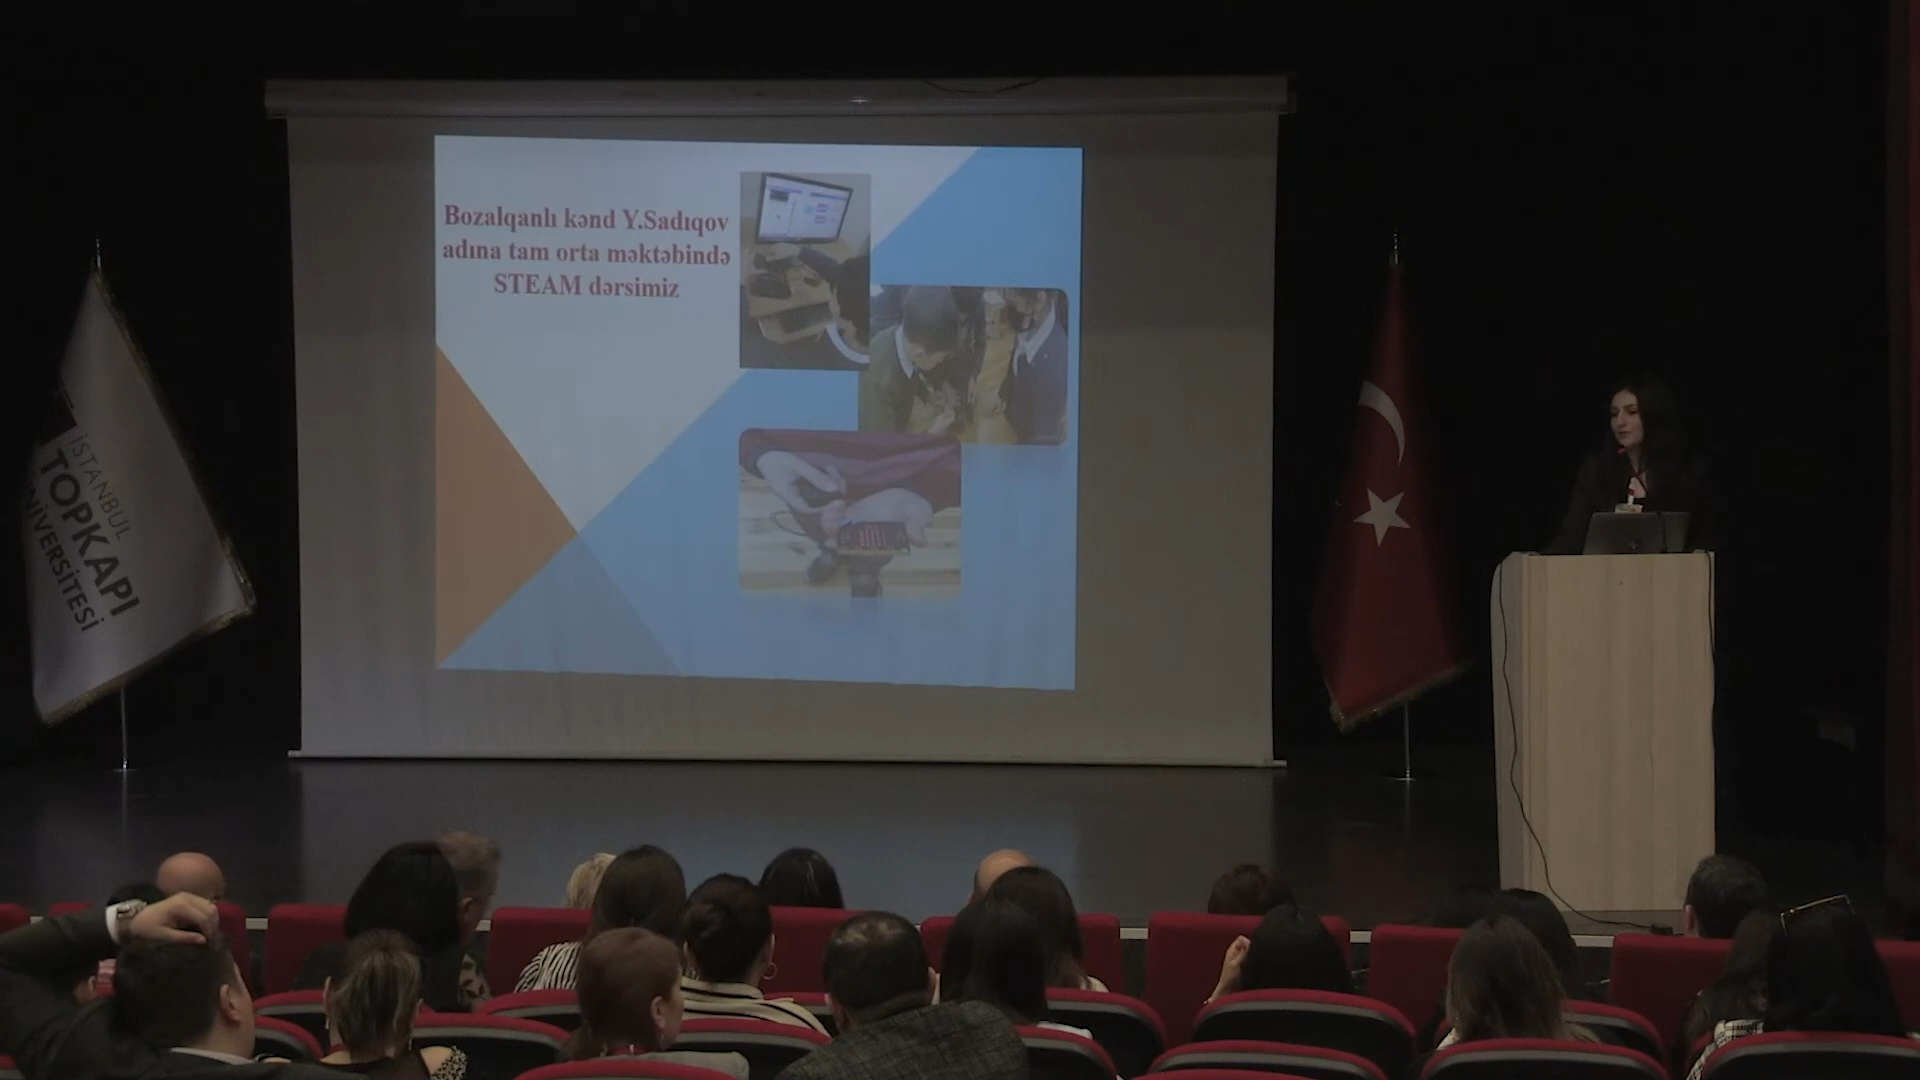 Bozalqanlı kənd Y.Sadıqov
adına tam orta məktəbində
STEAM dərsimiz
İSTANBUL
TOPKAPI
ÜNİVERSİTESİ